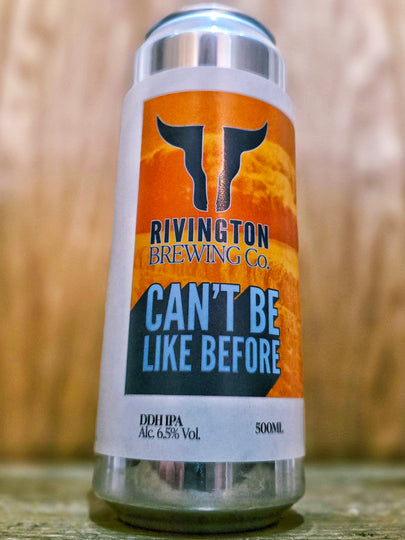 RIVINGTON
BREWING Co.
CAN'T BE
LIKE BEFORE
DDH IPA
Alc. 6.5% Vol.
500ML